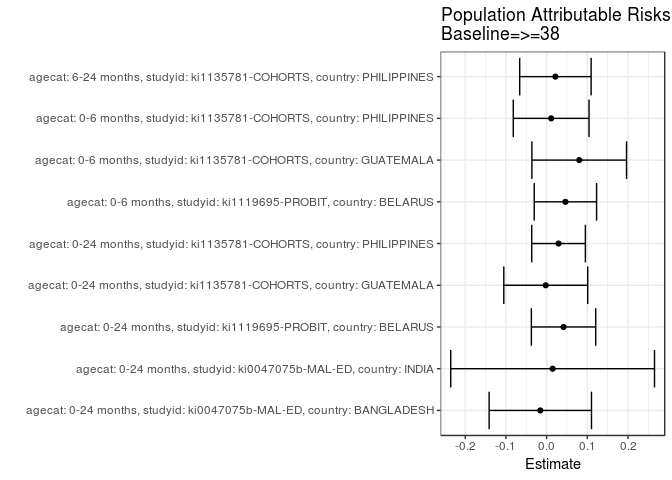 Population Attributable Risks
Baseline=>=38
agecat: 6-24 months, studyid: ki1135781-COHORTS, country: PHILIPPINES
agecat: 0-6 months, studyid: ki1135781-COHORTS, country: PHILIPPINES
agecat: 0-6 months, studyid: ki1135781-COHORTS, country: GUATEMALA
agecat: 0-6 months, studyid: ki1119695-PROBIT, country: BELARUS
agecat: 0-24 months, studyid: ki1135781-COHORTS, country: PHILIPPINES
agecat: 0-24 months, studyid: ki1135781-COHORTS, country: GUATEMALA
agecat: 0-24 months, studyid: ki1119695-PROBIT, country: BELARUS
agecat: 0-24 months, studyid: ki0047075b-MAL-ED, country: INDIA
agecat: 0-24 months, studyid: ki0047075b-MAL-ED, country: BANGLADESH
-0.2 -0.1 0.0 0.1 0.2
Estimate